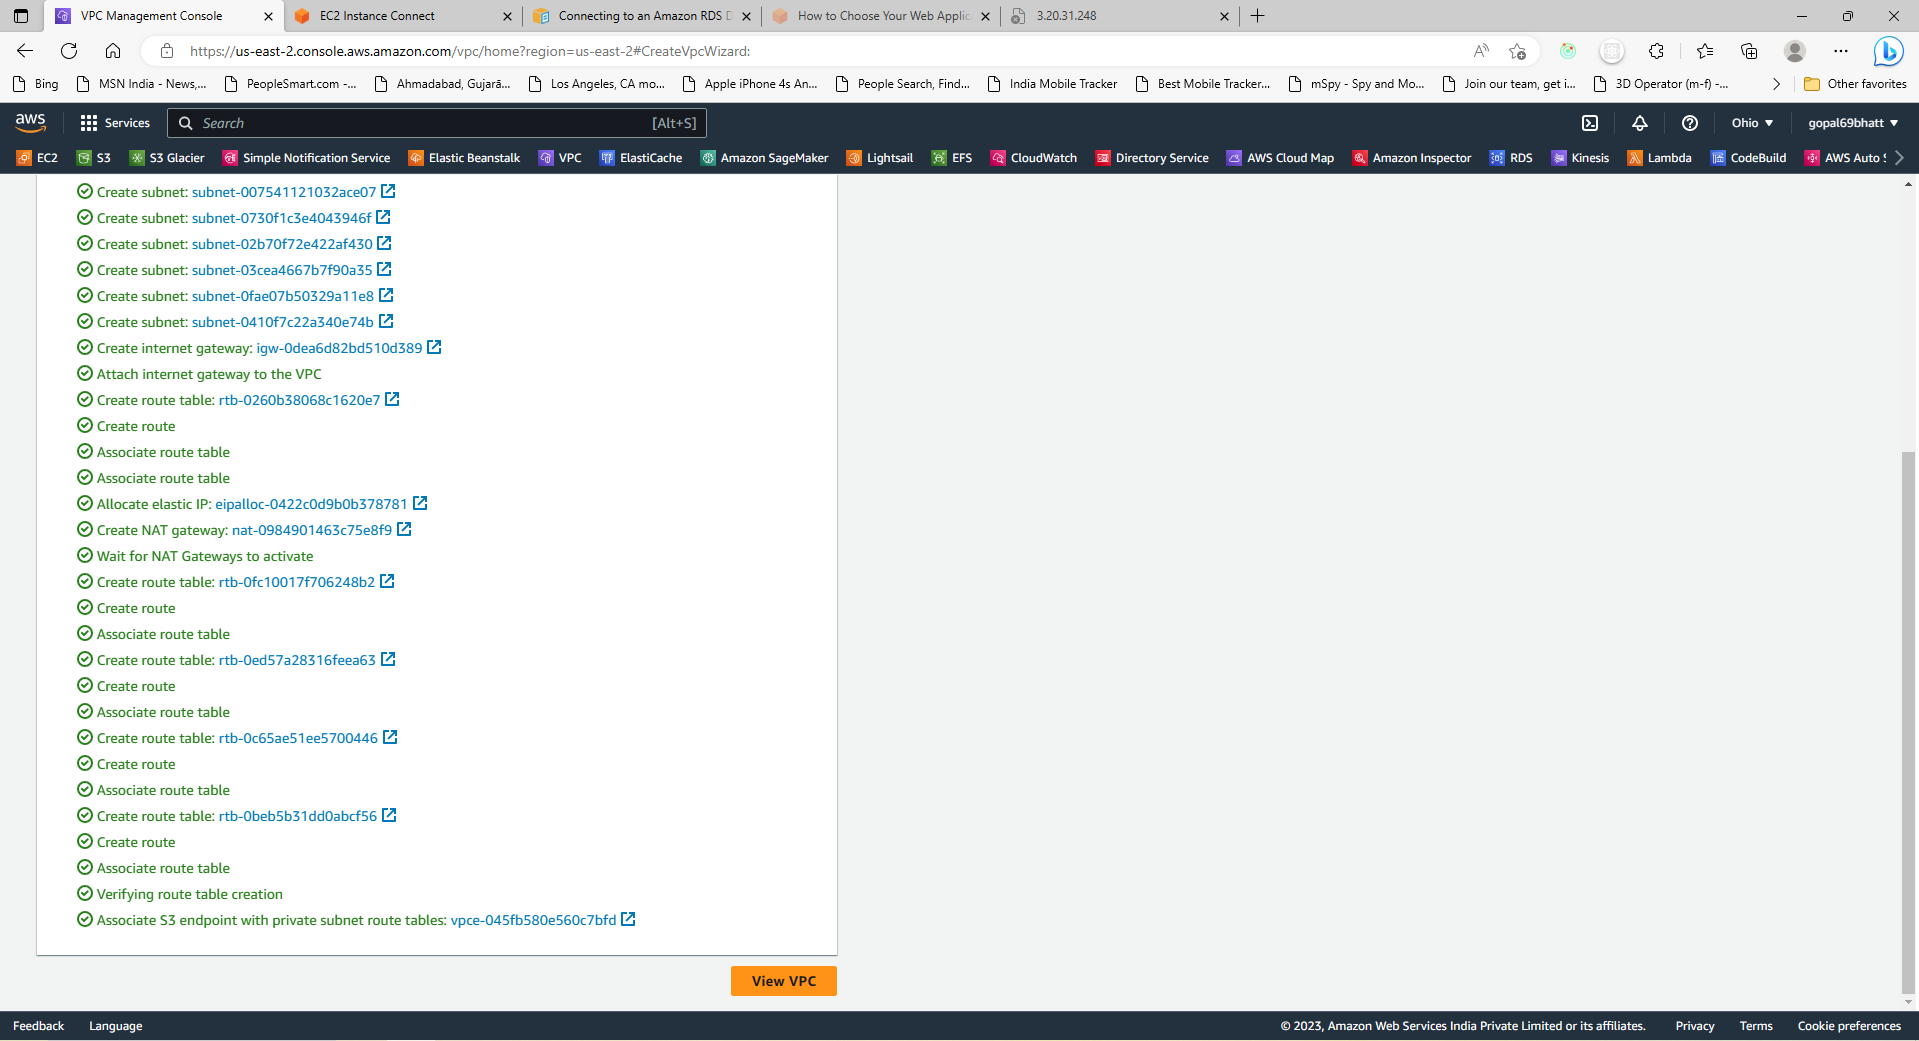 VPC Management Console
EC2 Instance Connect
Connecting to an Amazon RDS D
How to Choose Your Web Applic
3.20.31.248
https://us-east-2.console.aws.amazon.com/vpc/home?region=us-east-2#CreateVpcWizard:
Bing
MSN India - News,...
PeopleSmart.com -...
Ahmadabad, Gujarā...
Los Angeles, CA mo...
Apple iPhone 4s An...
People Search, Find...
India Mobile Tracker
Best Mobile Tracker...
mSpy - Spy and Mo...
Join our team, get i...
3D Operator (m-f) -...
Other favorites
aws
Services
Search
[Alt+S]
Ohio
gopal69bhatt
EC2
S3
S3 Glacier
Simple Notification Service
Elastic Beanstalk
VPC
ElastiCache
Amazon SageMaker
Lightsail
EFS
CloudWatch
Directory Service
AWS Cloud Map
Amazon Inspector
RDS
Kinesis
Lambda
CodeBuild
AWS Auto S
Create subnet: subnet-007541121032ace07
Create subnet: subnet-0730f1c3e4043946f
Create subnet: subnet-02b70f72e422af430
Create subnet: subnet-03cea4667b7f90a35
Create subnet: subnet-0fae07b50329a11e8
Create subnet: subnet-0410f7c22a340e74b
Create internet gateway: igw-0dea6d82bd510d389
Attach internet gateway to the VPC
Create route table: rtb-0260b38068c1620e7
Create route
Associate route table
Associate route table
Allocate elastic IP: eipalloc-0422c0d9b0b378781
Create NAT gateway: nat-0984901463c75e8f9
Wait for NAT Gateways to activate
Create route table: rtb-0fc10017f706248b2
Create route
Associate route table
Create route table: rtb-0ed57a28316feea63
Create route
Associate route table
Create route table: rtb-0c65ae51ee5700446
Create route
Associate route table
Create route table: rtb-0beb5b31dd0abcf56
Create route
Associate route table
Verifying route table creation
Associate S3 endpoint with private subnet route tables: vpce-045fb580e560c7bfd
View VPC
Feedback
Language
© 2023, Amazon Web Services India Private Limited or its affiliates.
Privacy
Terms
Cookie preferences